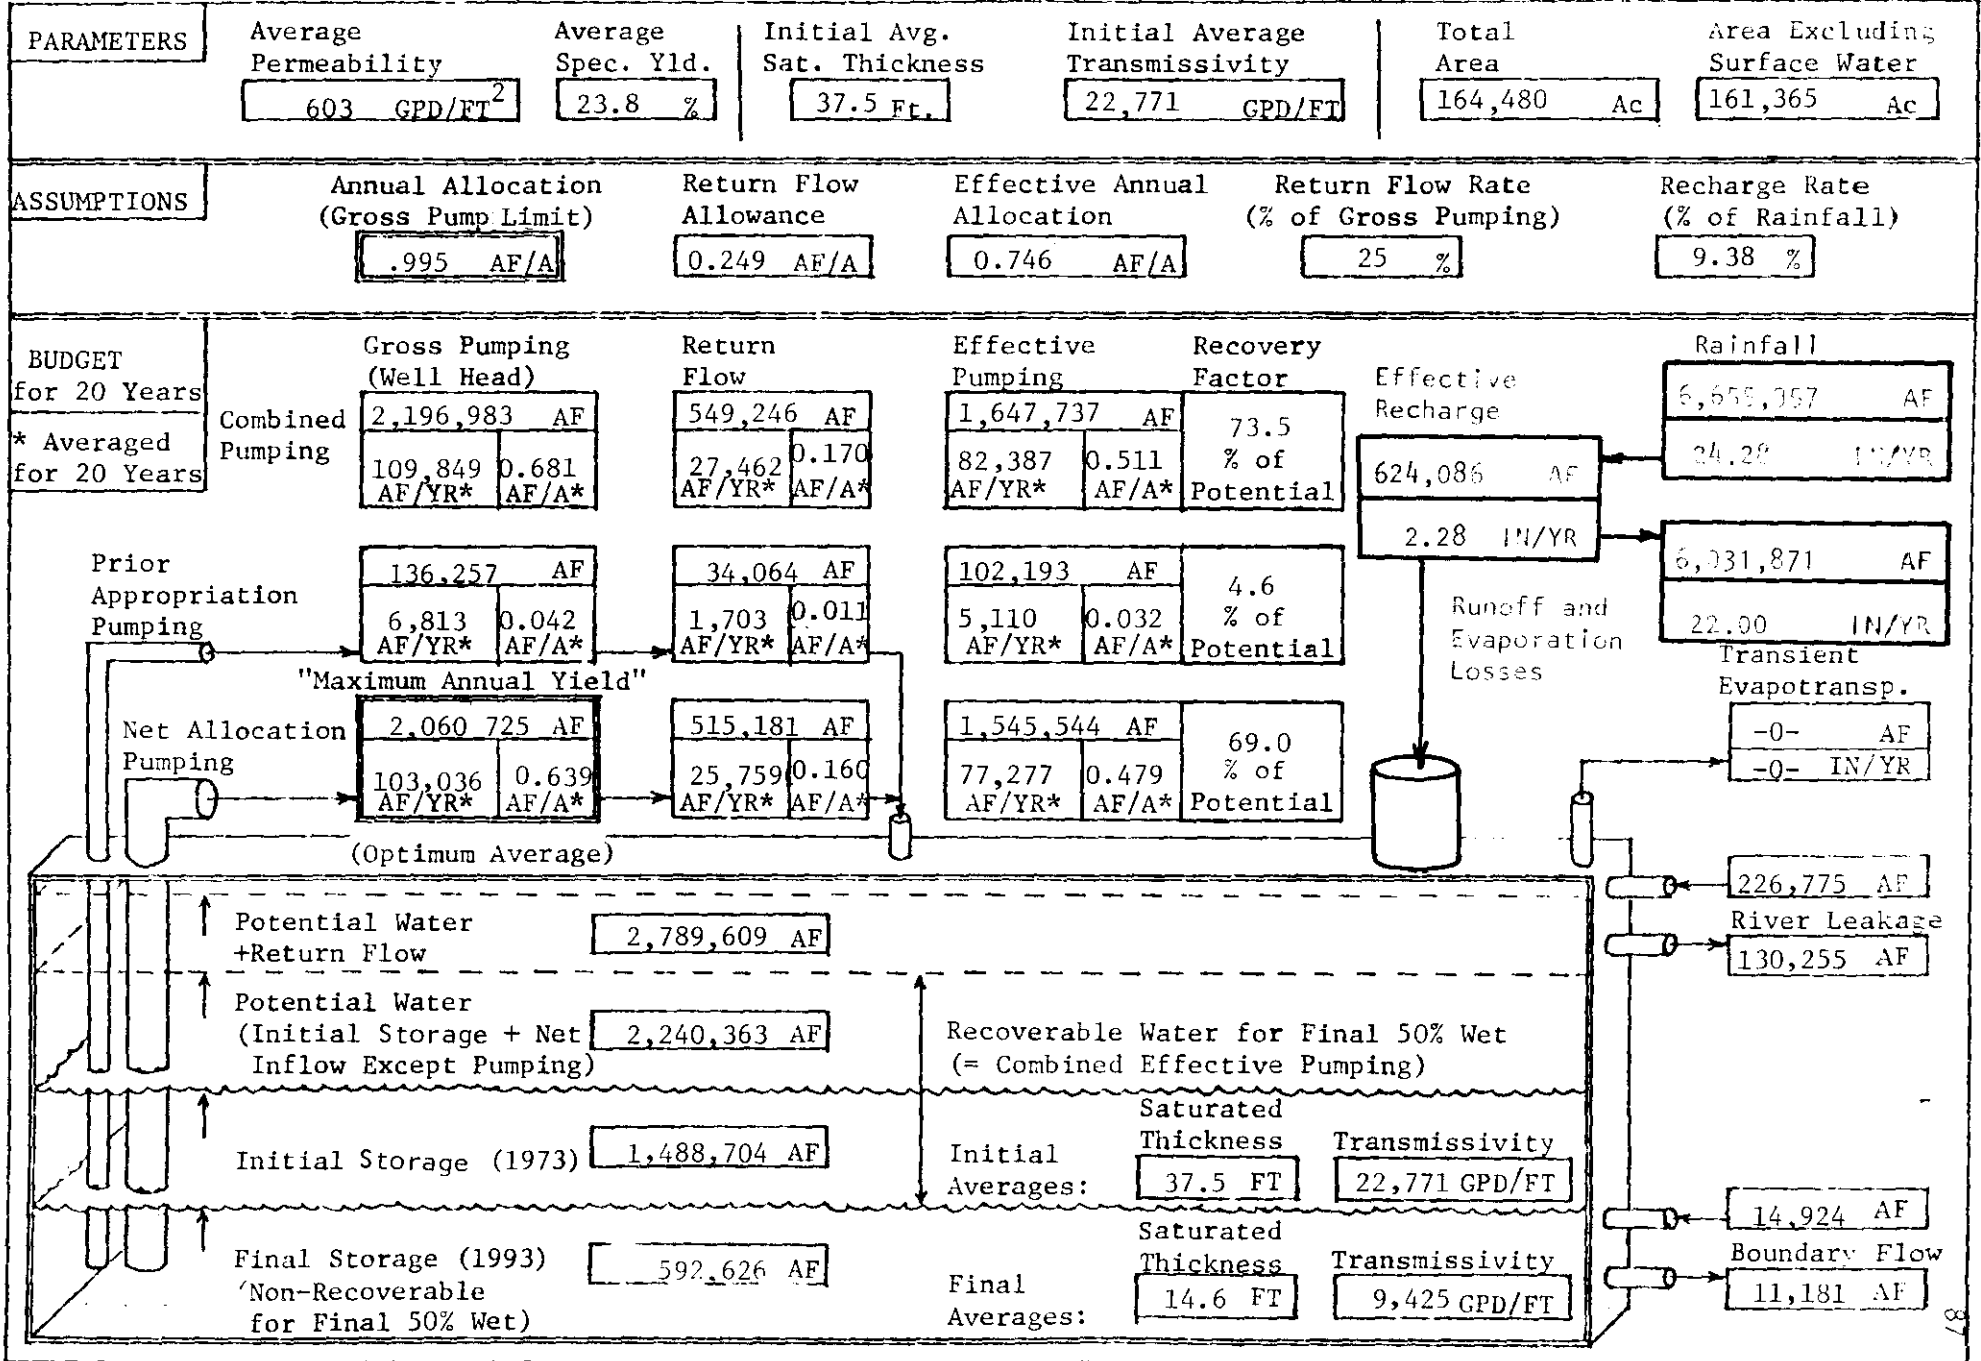 PARAMETERS
Average Permeability
603 GPD/FT2
Average Spec. Yld.
23.8 %
Initial Avg. Sat. Thickness
37.5 Ft.
Initial Average Transmissivity
22,771 GPD/FT
Total Area
164,480 Ac
Area Excluding Surface Water
161,365 Ac
ASSUMPTIONS
Annual Allocation
(Gross Pump Limit)
.995 AF/A
Return Flow Allowance
0.249 AF/A
Effective Annual Allocation
0.746 AF/A
Return Flow Rate
(% of Gross Pumping)
25 %
Recharge Rate
(% of Rainfall)
9.38 %
BUDGET
for 20 Years
* Averaged
for 20 Years
Gross Pumping
(Well Head)
Return Flow
Effective Pumping
Recovery Factor
Combined Pumping
2,196,983 AF
109,849 AF/YR*
0.681 AF/A*
549,246 AF
27,462 AF/YR*
0.170 AF/A*
1,647,737 AF
82,387 AF/YR*
0.511 AF/A*
73.5 % of Potential
Effective Recharge
624,086 AF
2.28 IN/YR
Rainfall
AF
24.28 IN/YR
Prior Appropriation Pumping
136,257 AF
6,813 AF/YR*
0.042 AF/A*
34,064 AF
1,703 AF/YR*
0.011 AF/A*
102,193 AF
5,110 AF/YR*
0.032 AF/A*
4.6 % of Potential
Runoff and
Evaporation
Losses
6,031,871 AF
22.00 IN/YR
"Maximum Annual Yield"
Net Allocation Pumping
2,060 725 AF
103,036 AF/YR*
0.639 AF/A*
515,181 AF
25,759 AF/YR*
0.160 AF/A*
1,545,544 AF
77,277 AF/YR*
0.479 AF/A*
69.0 % of Potential
Transient
Evapotransp.
-0- AF
-0- IN/YR
(Optimum Average)
226,775 AF
River Leakage
130,255 AF
Potential Water
+Return Flow
2,789,609 AF
Potential Water
(Initial Storage + Net
Inflow Except Pumping)
2,240,363 AF
Recoverable Water for Final 50% Wet
(= Combined Effective Pumping)
Initial Storage (1973)
1,488,704 AF
Initial
Averages:
Saturated
Thickness
37.5 FT
Transmissivity
22,771 GPD/FT
14,924 AF
Boundary Flow
11,181 AF
Final Storage (1993)
'Non-Recoverable
for Final 50% Wet)
592,626 AF
Final
Averages:
Saturated
Thickness
14.6 FT
Transmissivity
9,425 GPD/FT
87